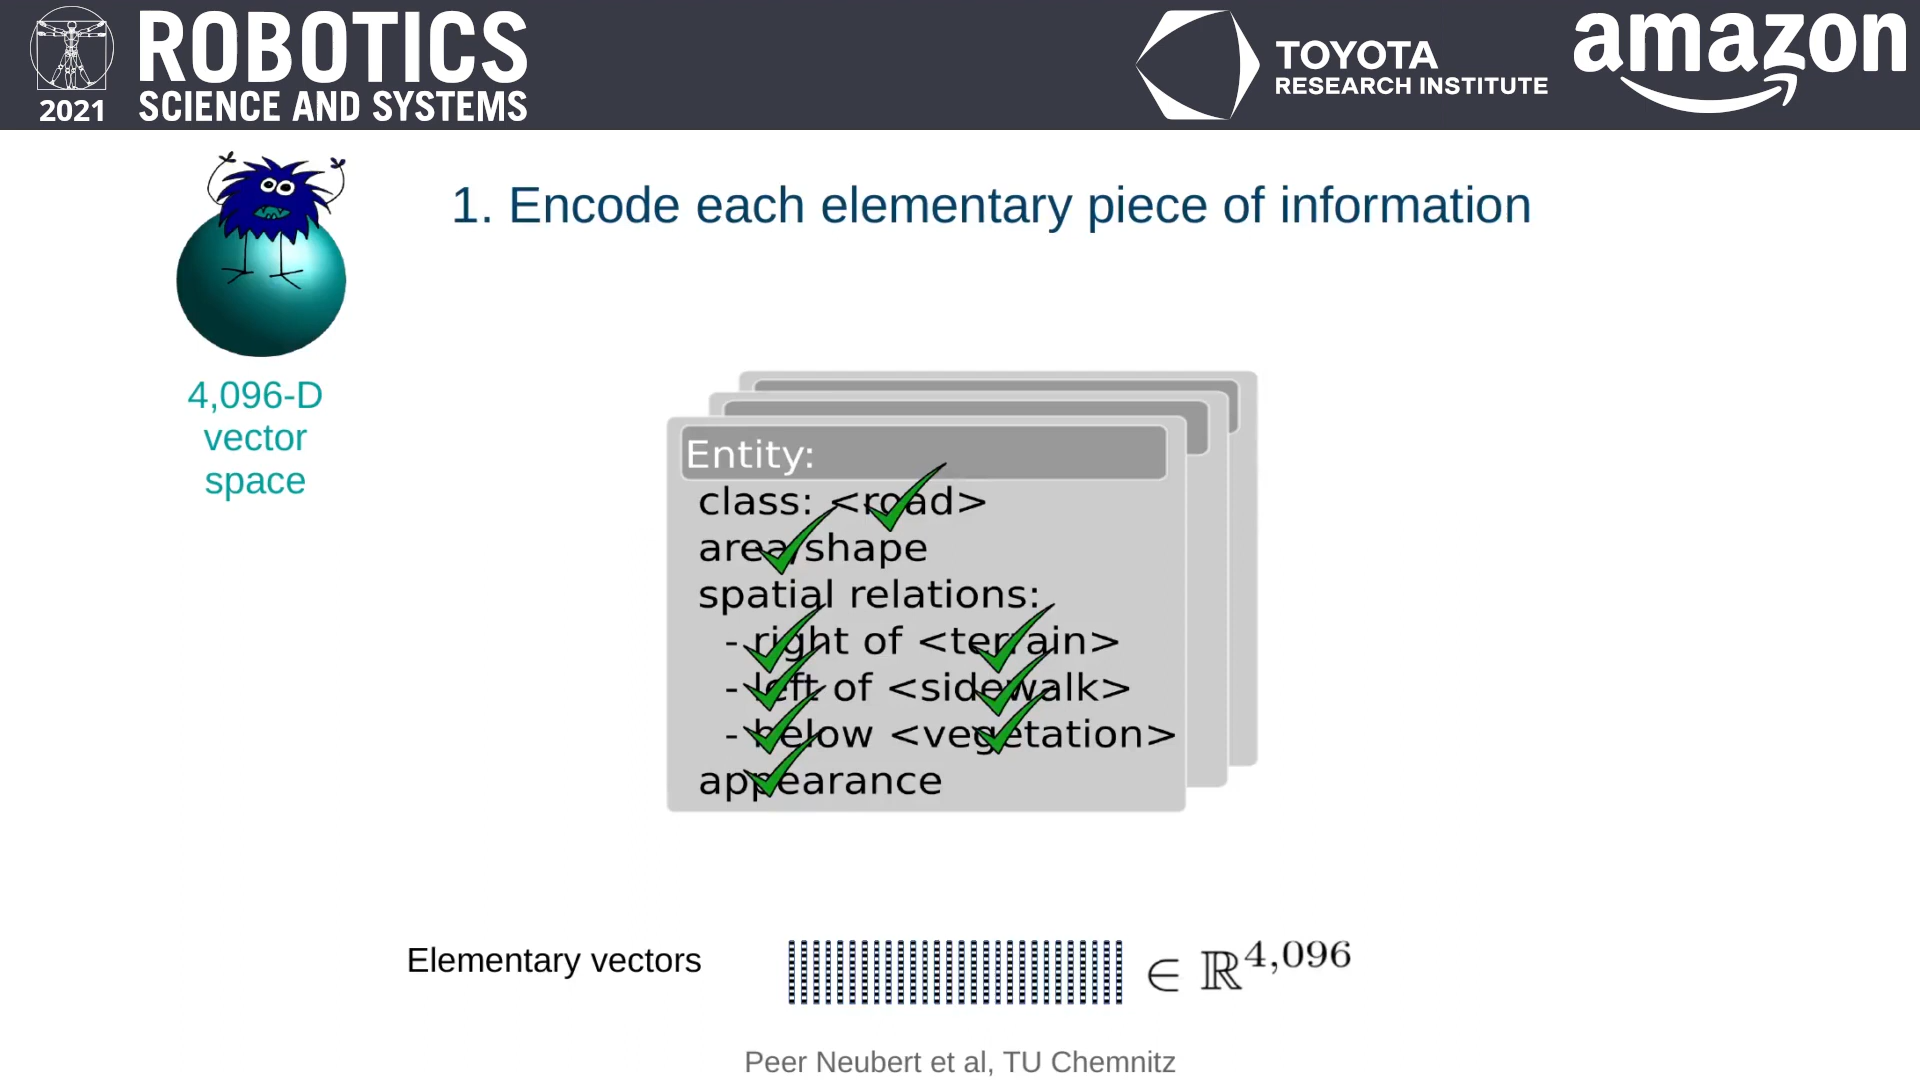 ROBOTICS
SCIENCE AND SYSTEMS
2021
TOYOTA
RESEARCH INSTITUTE
amazon
1. Encode each elementary piece of information
4,096-D
vector
space
Entity:
class: <road>
area/shape
spatial relations:
- right of <terrain>
- left of <sidewalk>
- below <vegetation>
appearance
Elementary vectors
∈ ℝ^4,096
Peer Neubert et al, TU Chemnitz